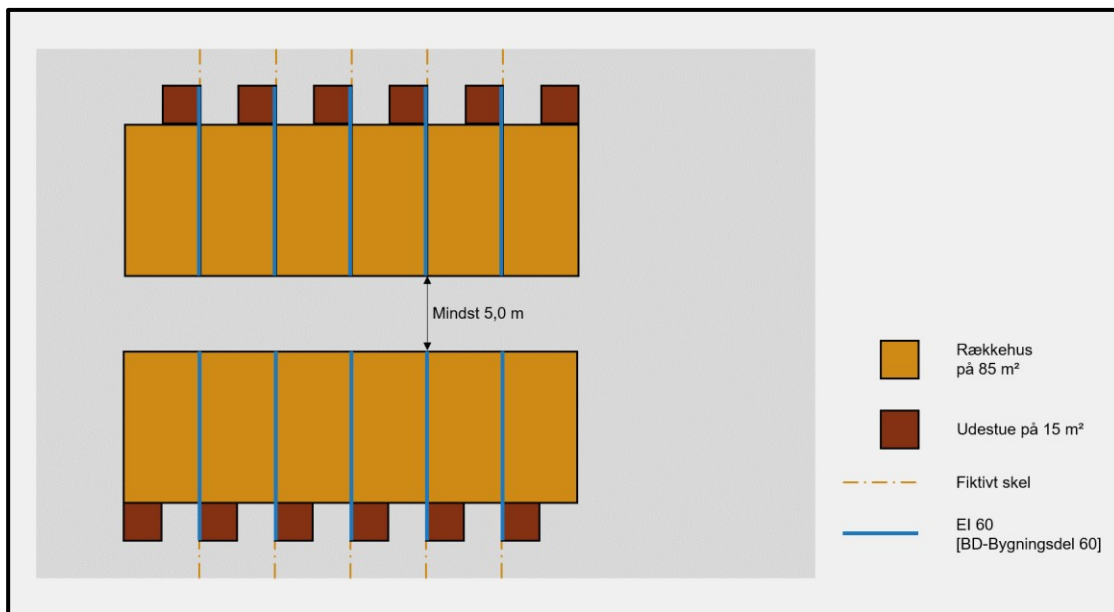 Mindst 5,0 m
Rækkehus
på 85 m²
Udestue på 15 m²
Fiktivt skel
EI 60
[BD-Bygningsdel 60]